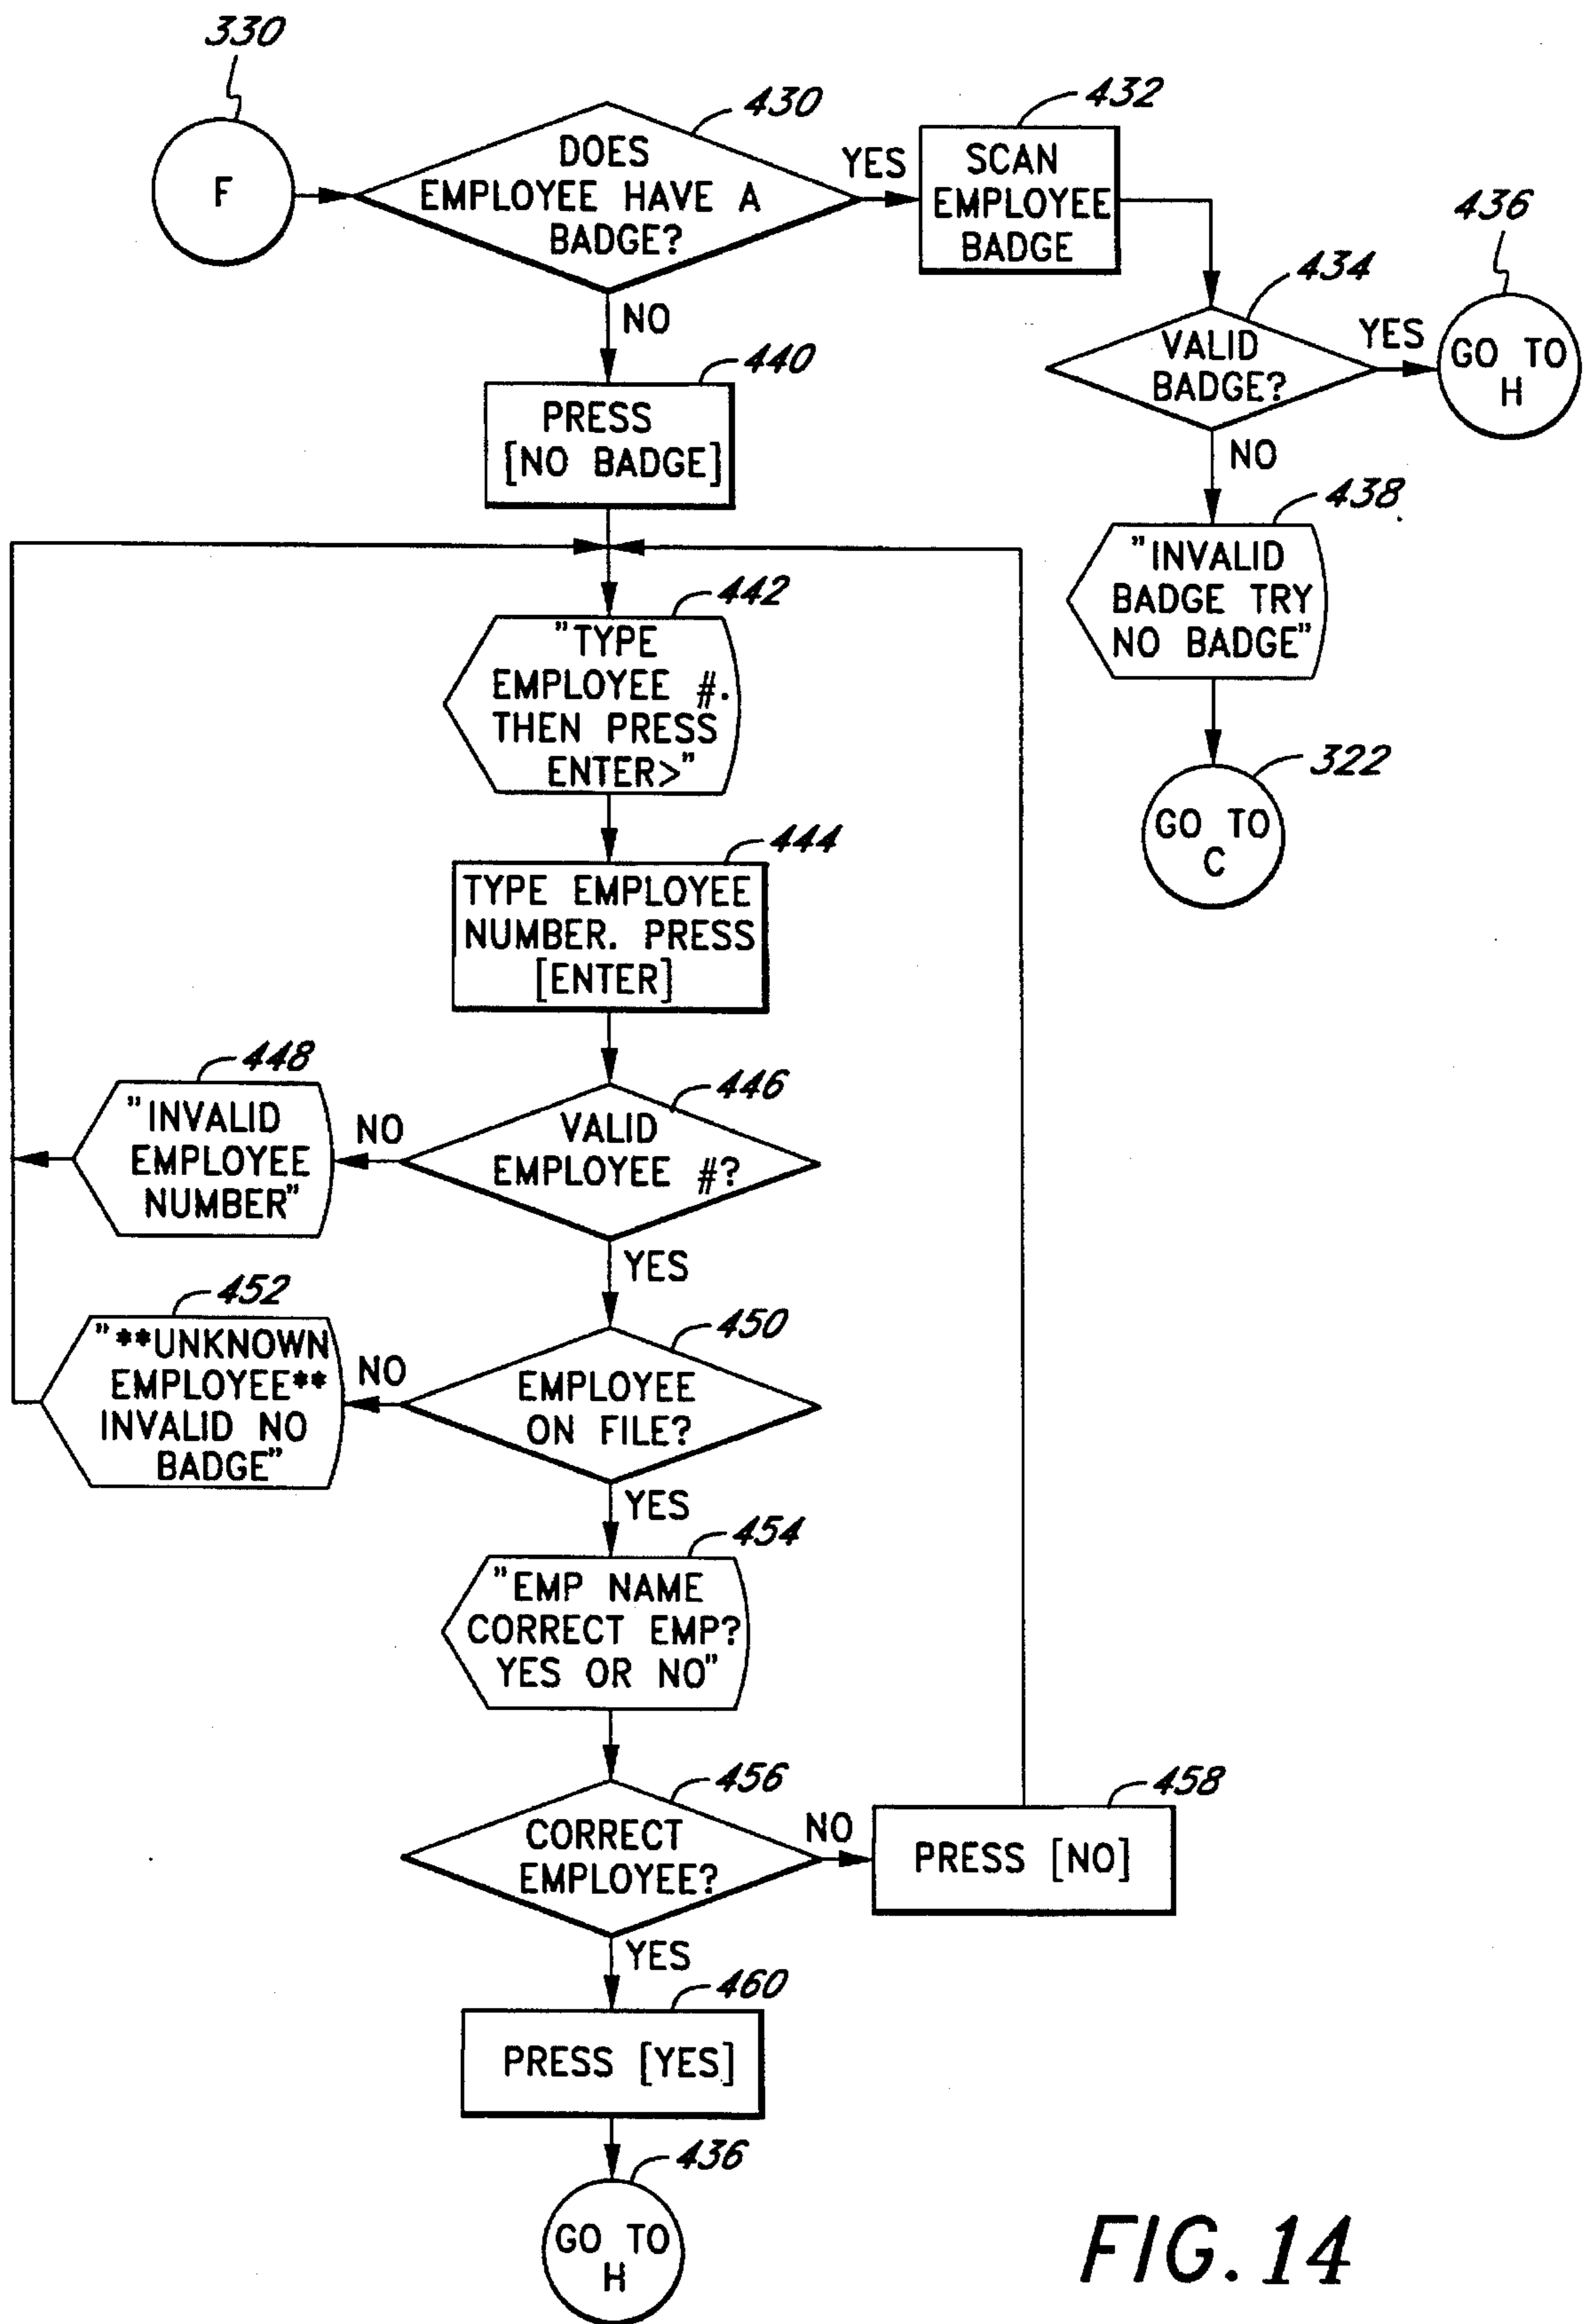 330
F
430
DOES
EMPLOYEE HAVE A
BADGE?
YES
432
SCAN
EMPLOYEE
BADGE
434
VALID
BADGE?
YES
436
GO TO
H
NO
438
"INVALID
BADGE TRY
NO BADGE"
322
GO TO
C
NO
440
PRESS
[NO BADGE]
442
"TYPE
EMPLOYEE #.
THEN PRESS
ENTER>"
444
TYPE EMPLOYEE
NUMBER. PRESS
[ENTER]
446
VALID
EMPLOYEE #?
NO
448
"INVALID
EMPLOYEE
NUMBER"
YES
450
EMPLOYEE
ON FILE?
NO
452
"**UNKNOWN
EMPLOYEE**
INVALID NO
BADGE"
YES
454
"EMP NAME
CORRECT EMP?
YES OR NO"
456
CORRECT
EMPLOYEE?
NO
458
PRESS [NO]
YES
460
PRESS [YES]
436
GO TO
H
FIG. 14